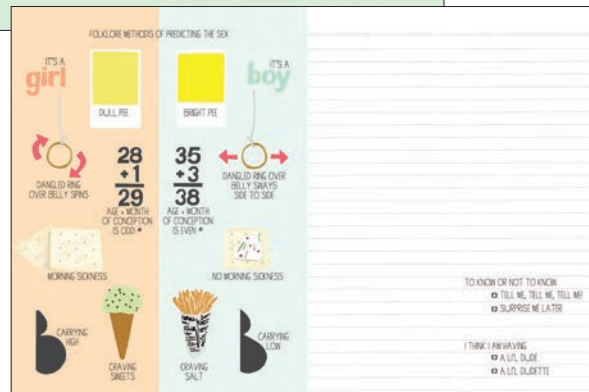 FOLKLORE METHODS OF PREDICTING THE SEX
IT'S A
girl
DULL PEE
BRIGHT PEE
IT'S A
boy
DANGLED RING
OVER BELLY SPINS
28
+1
29
AGE + MONTH
OF CONCEPTION
IS ODD *
35
+3
38
AGE + MONTH
OF CONCEPTION
IS EVEN *
DANGLED RING OVER
BELLY SWAYS
SIDE TO SIDE
MORNING SICKNESS
NO MORNING SICKNESS
CARRYING
HIGH
CRAVING
SWEETS
CRAVING
SALT
CARRYING
LOW
TO KNOW OR NOT TO KNOW
TELL ME, TELL ME, TELL ME!
SURPRISE ME LATER
I THINK I AM HAVING
A LI'L DUDE
A LI'L DUDETTE